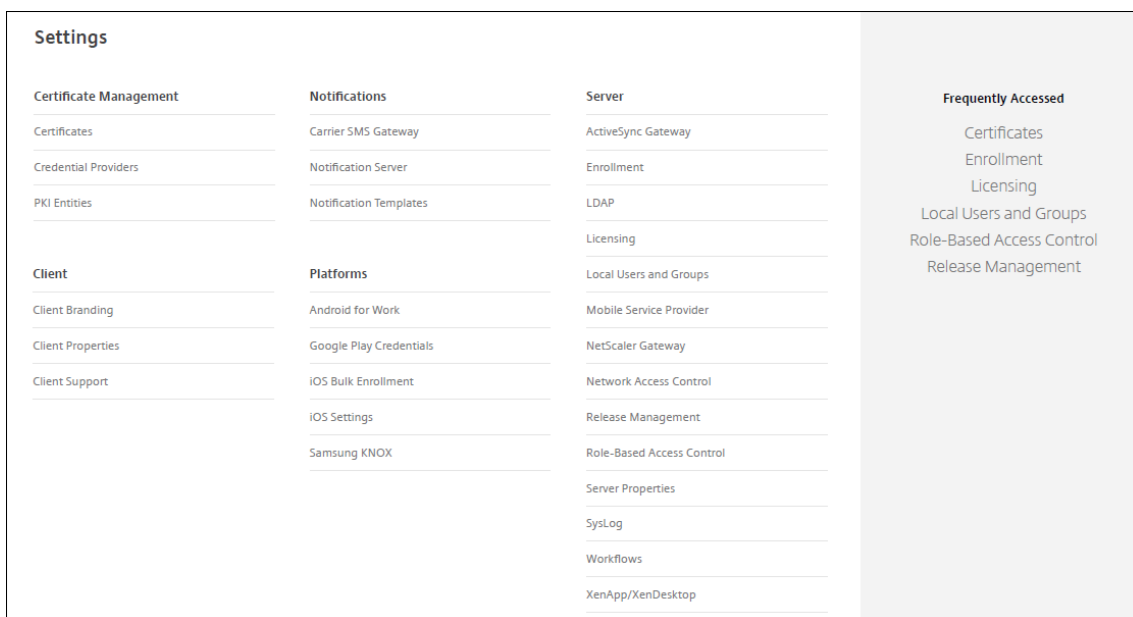 Settings
Certificate Management
Certificates
Credential Providers
PKI Entities
Client
Client Branding
Client Properties
Client Support
Notifications
Carrier SMS Gateway
Notification Server
Notification Templates
Platforms
Android for Work
Google Play Credentials
iOS Bulk Enrollment
iOS Settings
Samsung KNOX
Server
ActiveSync Gateway
Enrollment
LDAP
Licensing
Local Users and Groups
Mobile Service Provider
NetScaler Gateway
Network Access Control
Release Management
Role-Based Access Control
Server Properties
SysLog
Workflows
XenApp/XenDesktop
Frequently Accessed
Certificates
Enrollment
Licensing
Local Users and Groups
Role-Based Access Control
Release Management